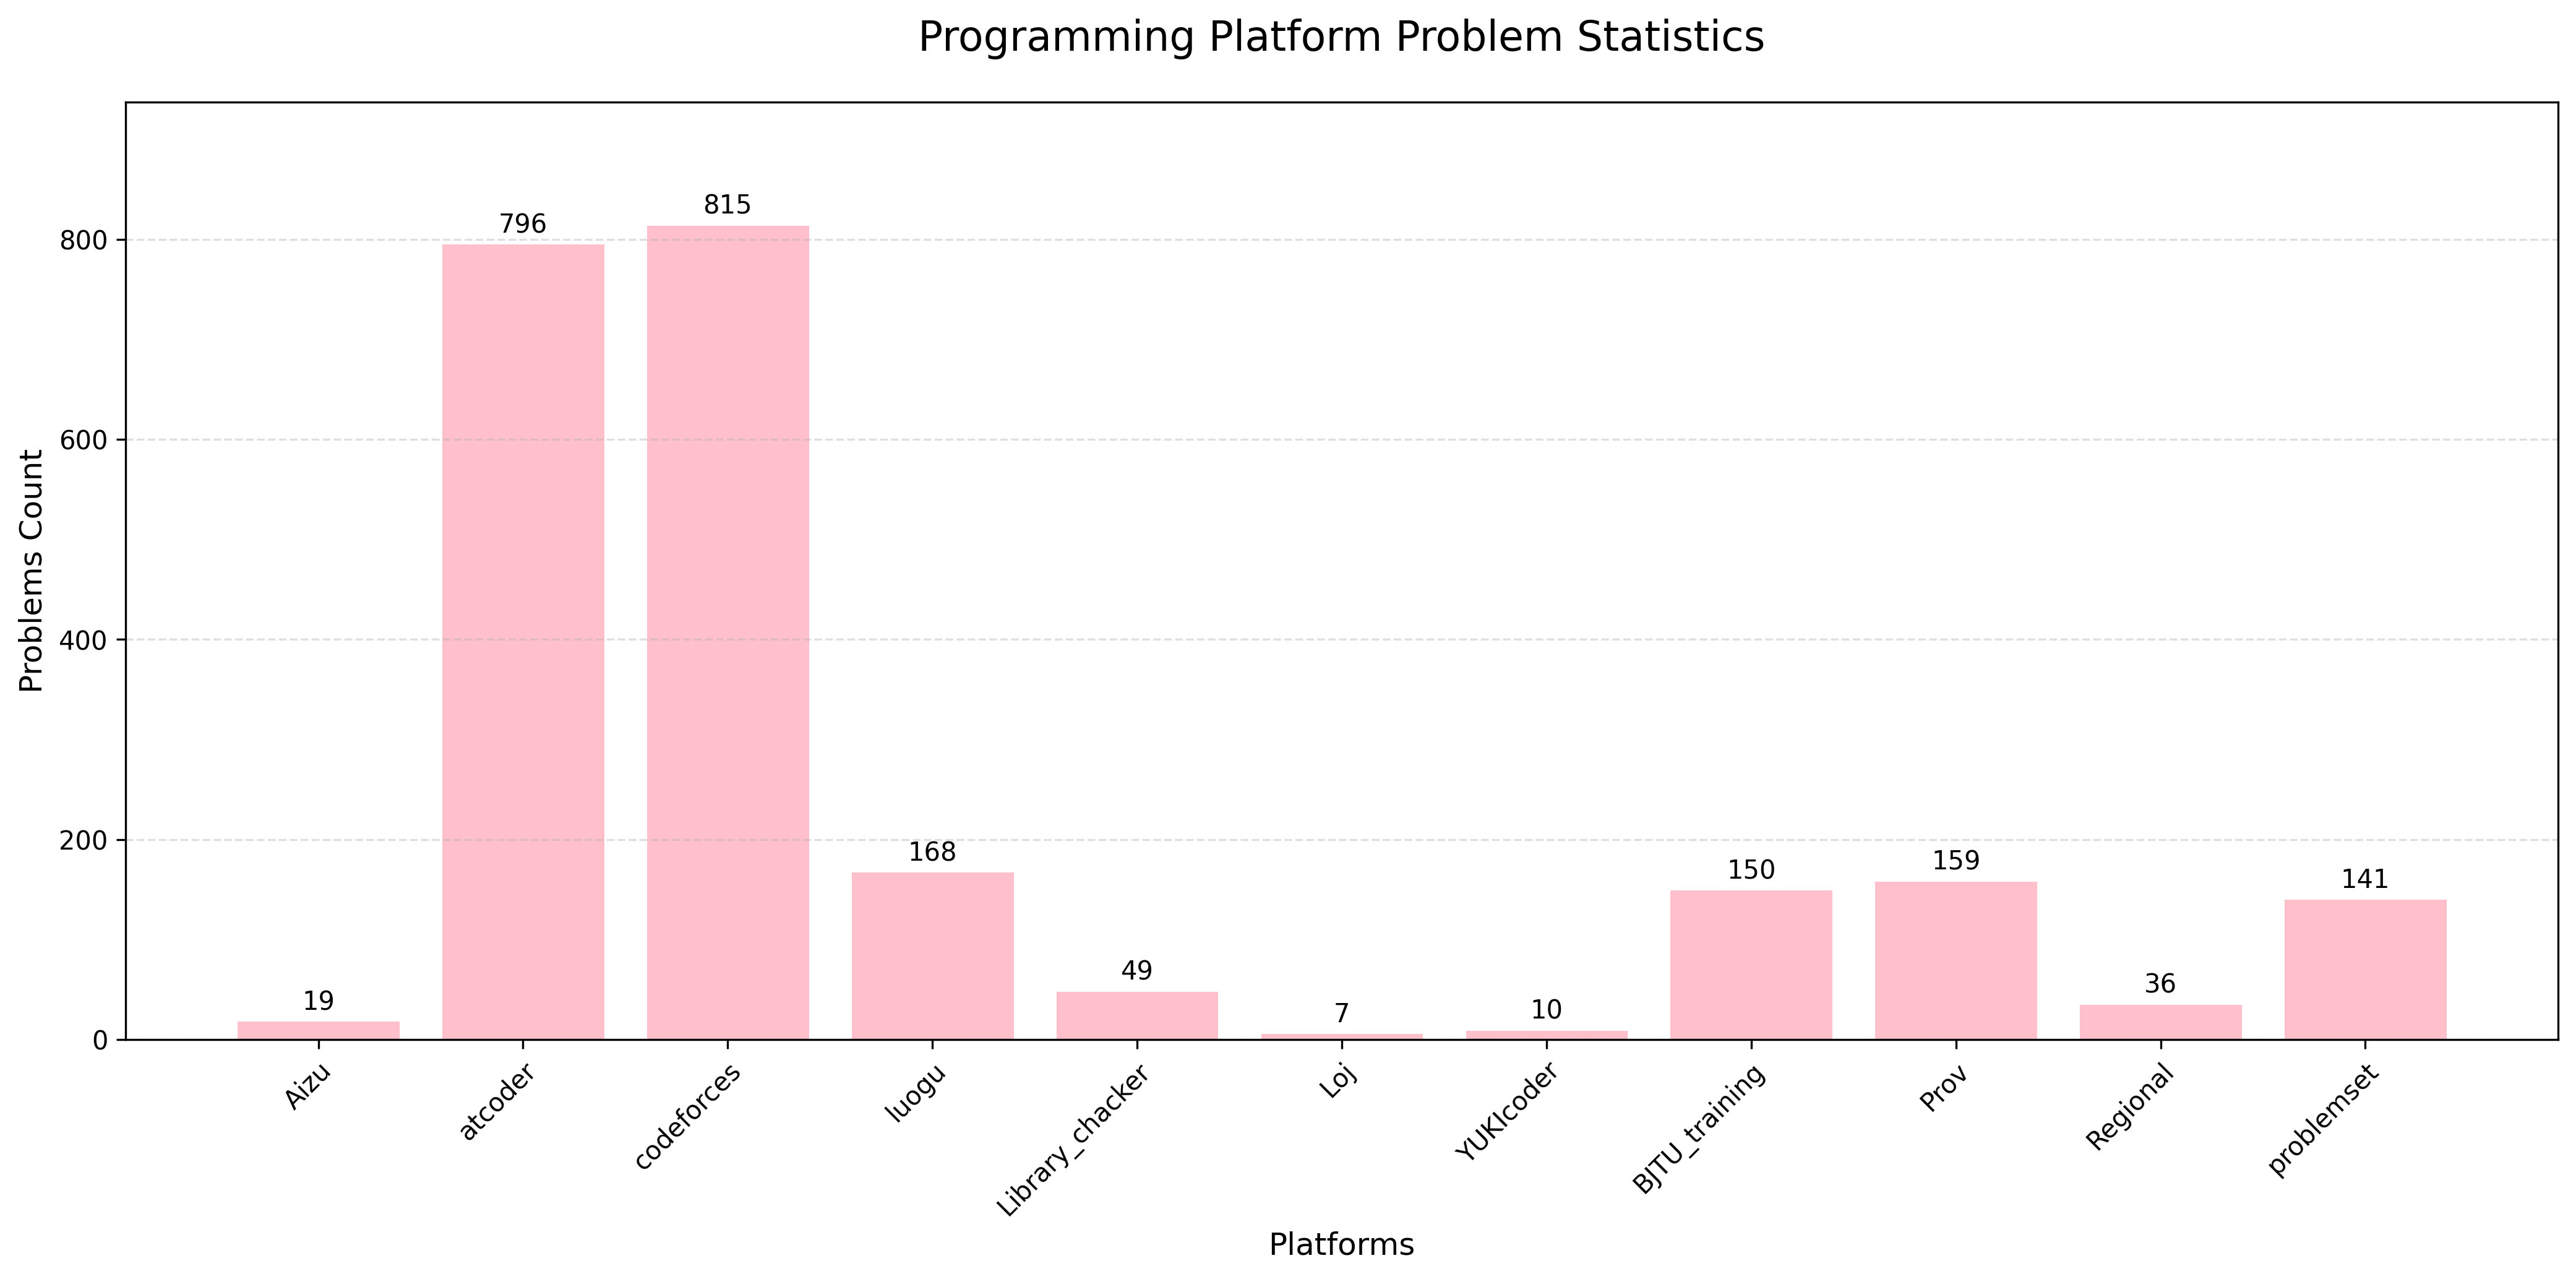 Programming Platform Problem Statistics
Problems Count
800
600
400
200
0
19
796
815
168
49
7
10
150
159
36
141
Aizu
atcoder
codeforces
luogu
Library_chacker
Loj
YUKIcoder
BJTU_training
Prov
Regional
problemset
Platforms